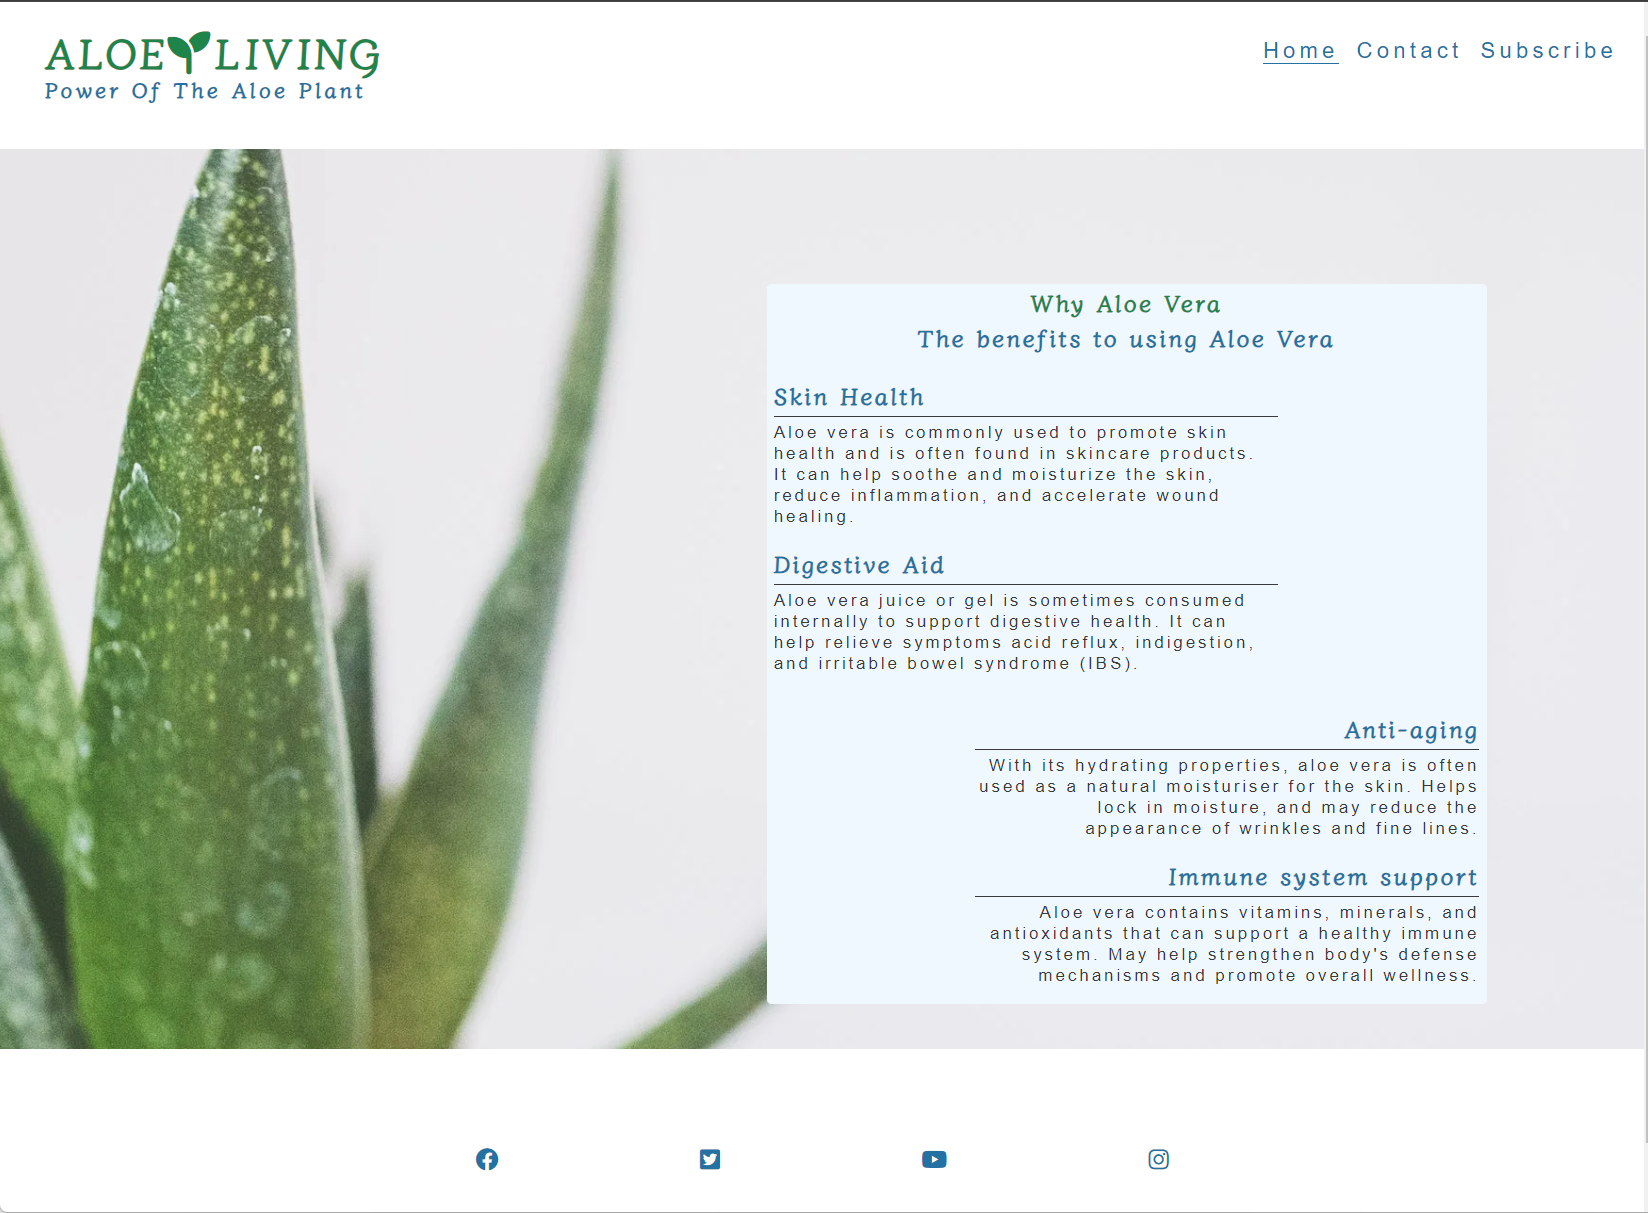 ALOE LIVING
Power Of The Aloe Plant
Home Contact Subscribe
Why Aloe Vera
The benefits to using Aloe Vera
Skin Health
Aloe vera is commonly used to promote skin
health and is often found in skincare products.
It can help soothe and moisturize the skin,
reduce inflammation, and accelerate wound
healing.
Digestive Aid
Aloe vera juice or gel is sometimes consumed
internally to support digestive health. It can
help relieve symptoms acid reflux, indigestion,
and irritable bowel syndrome (IBS).
Anti-aging
With its hydrating properties, aloe vera is often
used as a natural moisturiser for the skin. Helps
lock in moisture, and may reduce the
appearance of wrinkles and fine lines.
Immune system support
Aloe vera contains vitamins, minerals, and
antioxidants that can support a healthy immune
system. May help strengthen body's defense
mechanisms and promote overall wellness.